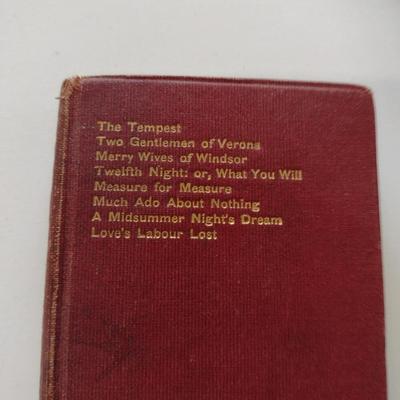 The Tempest
Two Gentlemen of Verona
Merry Wives of Windsor
Twelfth Night: or, What You Will
Measure for Measure
Much Ado About Nothing
A Midsummer Night's Dream
Love's Labour Lost